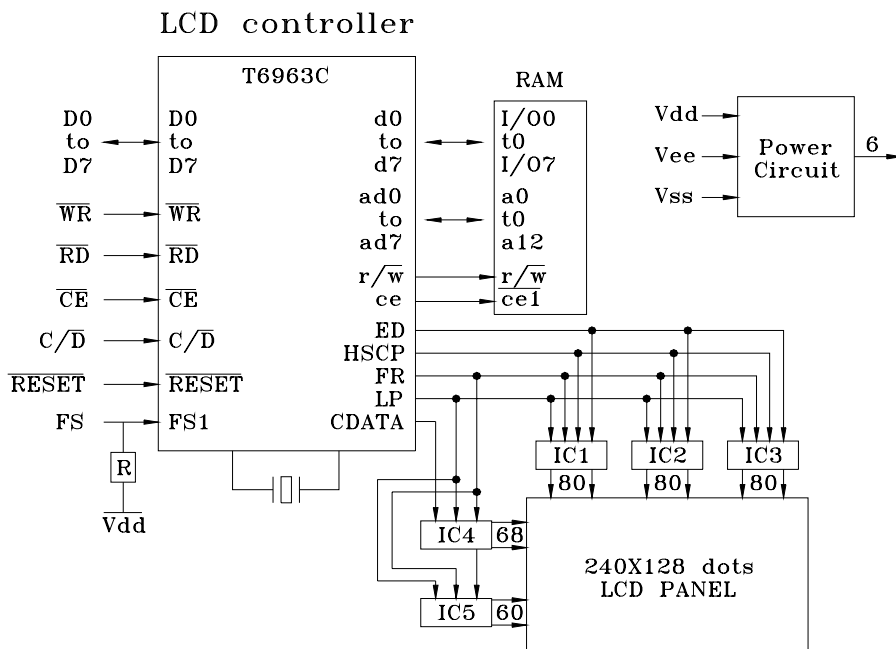 LCD controller
T6963C
RAM
D0
to
D7
D0
to
D7
d0
to
d7
I/O0
t0
I/O7
ad0
to
ad7
a0
t0
a12
WR
WR
RD
RD
CE
CE
C/D
C/D
RESET
RESET
FS
FS1
r/w
r/w
ce
ce1
ED
HSCP
FR
LP
CDATA
R
Vdd
Vdd
Vee
Vss
Power
Circuit
6
IC1
IC2
IC3
80
80
80
IC4
68
IC5
60
240X128 dots
LCD PANEL